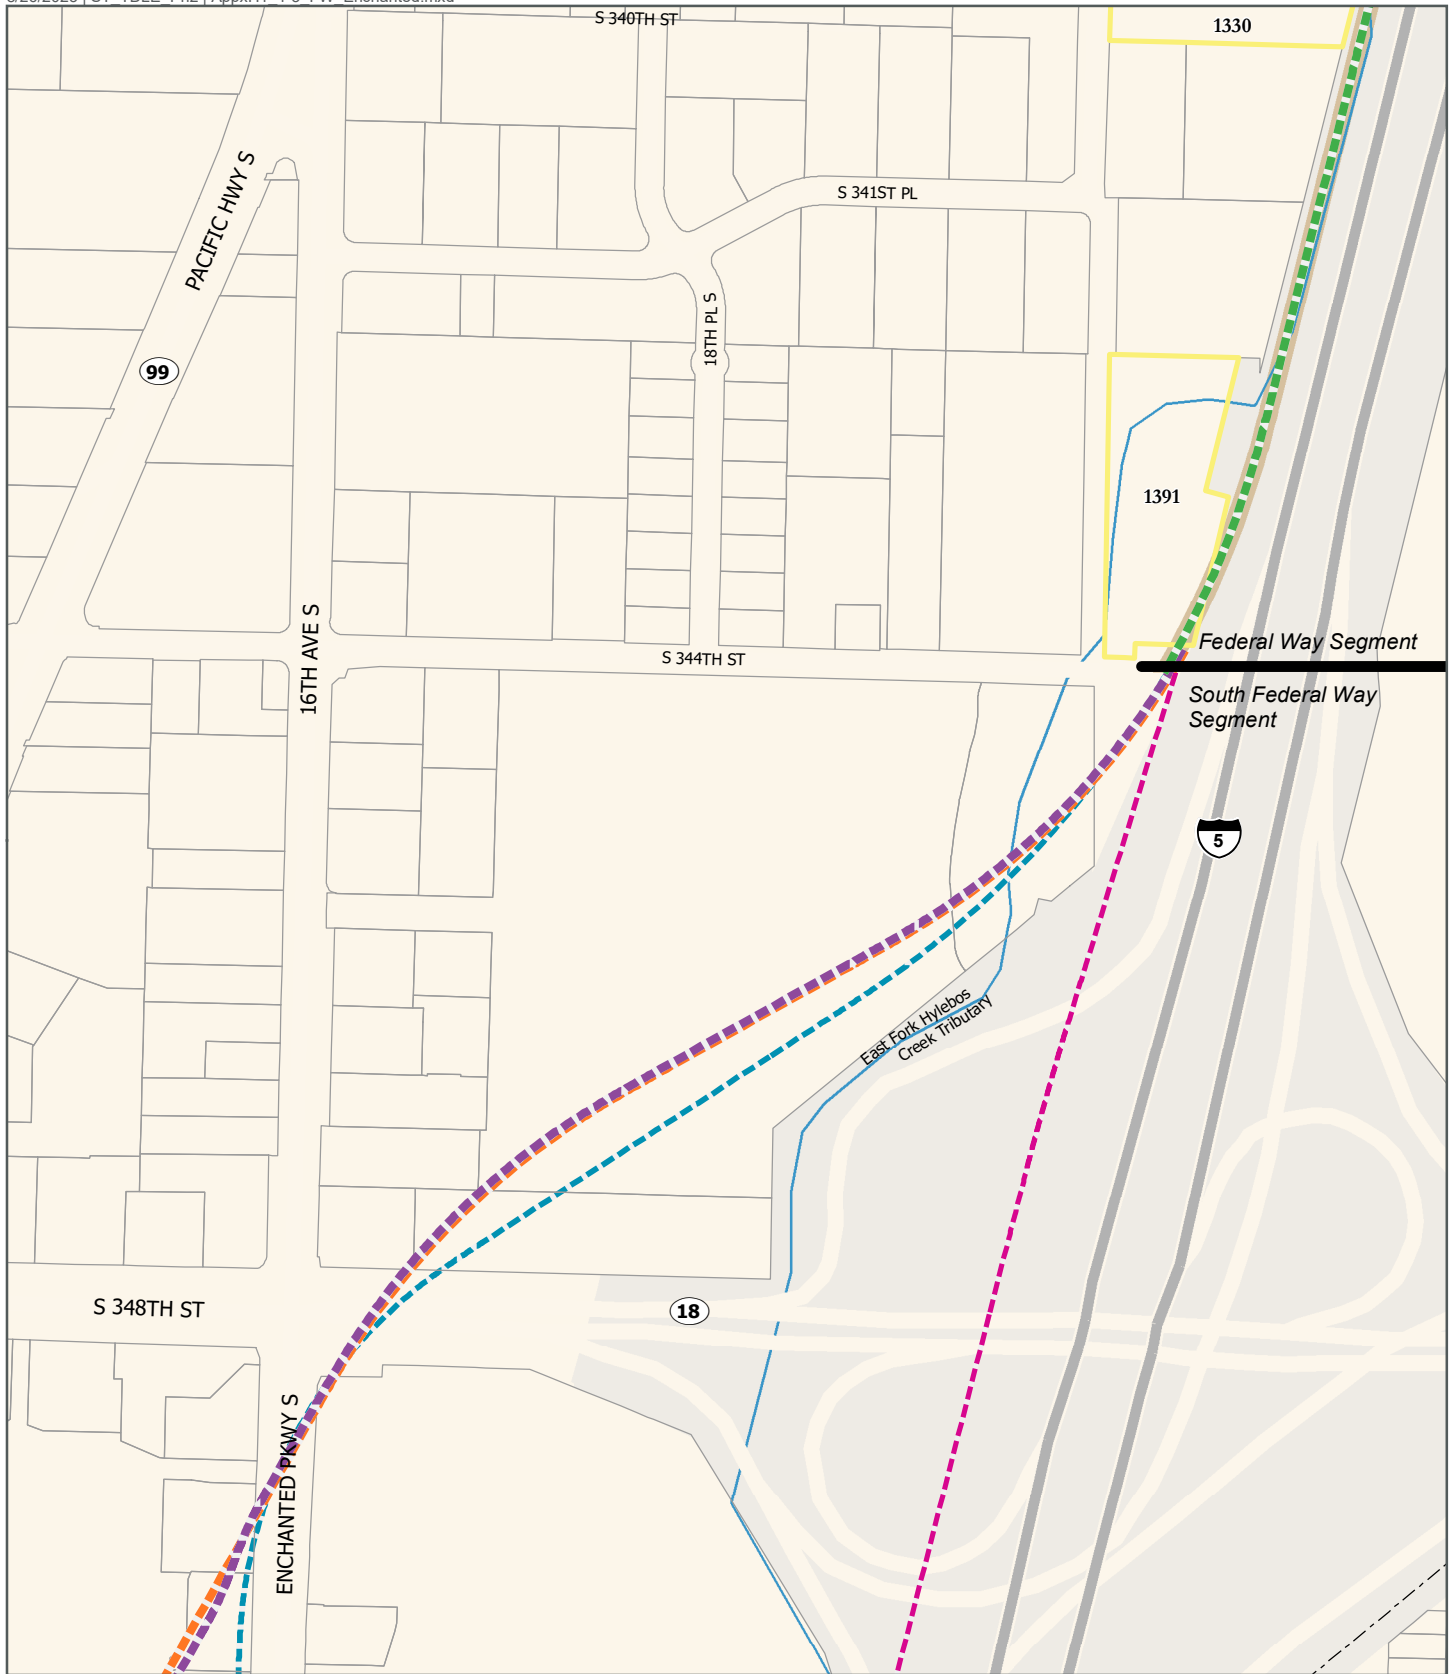 S 340TH ST
1330
PACIFIC HWY S
S 341ST PL
18TH PL S
99
1391
16TH AVE S
S 344TH ST
Federal Way Segment
South Federal Way
Segment
5
East Fork Hylebos
Creek Tributary
S 348TH ST
18
ENCHANTED PKWY S